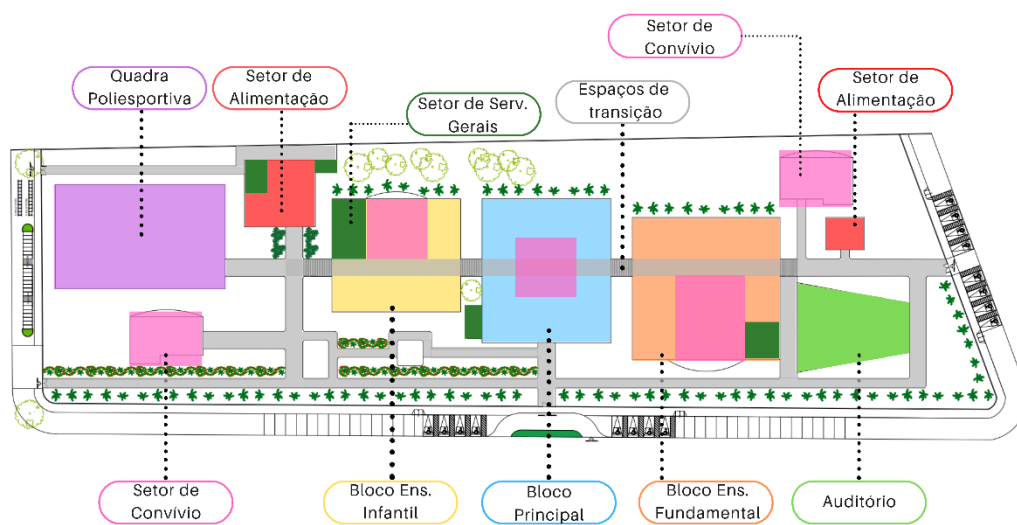 Setor de
Convívio
Quadra
Poliesportiva
Setor de
Alimentação
Setor de Serv.
Gerais
Espaços de
transição
Setor de
Alimentação
Setor de
Convívio
Bloco Ens.
Infantil
Bloco
Principal
Bloco Ens.
Fundamental
Auditório